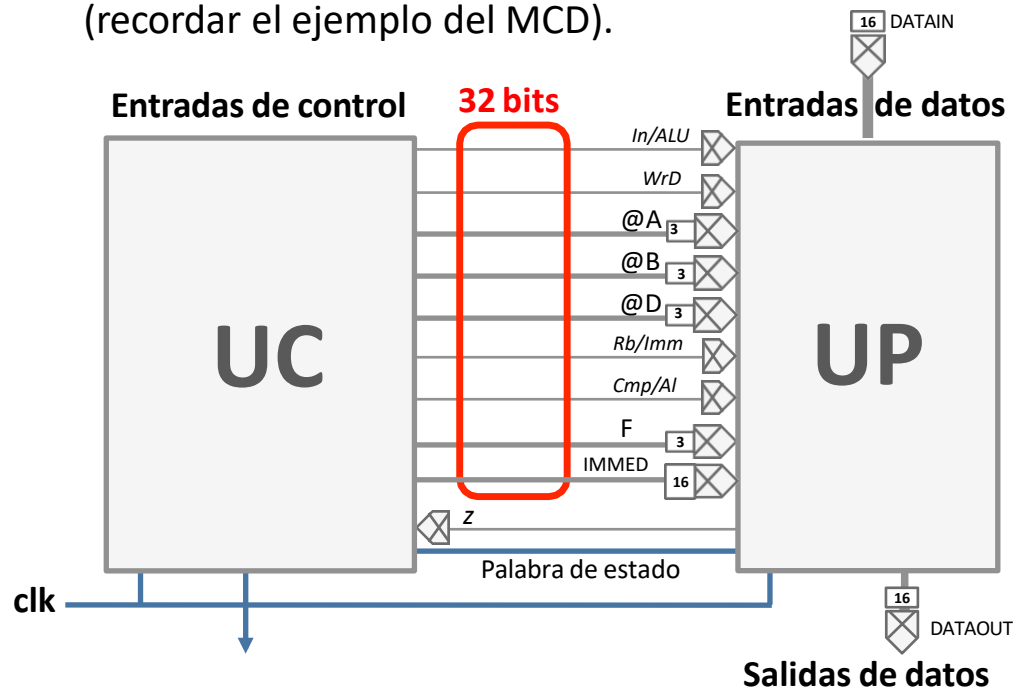 (recordar el ejemplo del MCD).
16 DATAIN
Entradas de control
32 bits
Entradas de datos
In/ALU
WrD
@A 3
@B 3
@D 3
Rb/Imm
Cmp/AI
F 3
IMMED 16
UC
UP
z
Palabra de estado
clk
16
DATAOUT
Salidas de datos